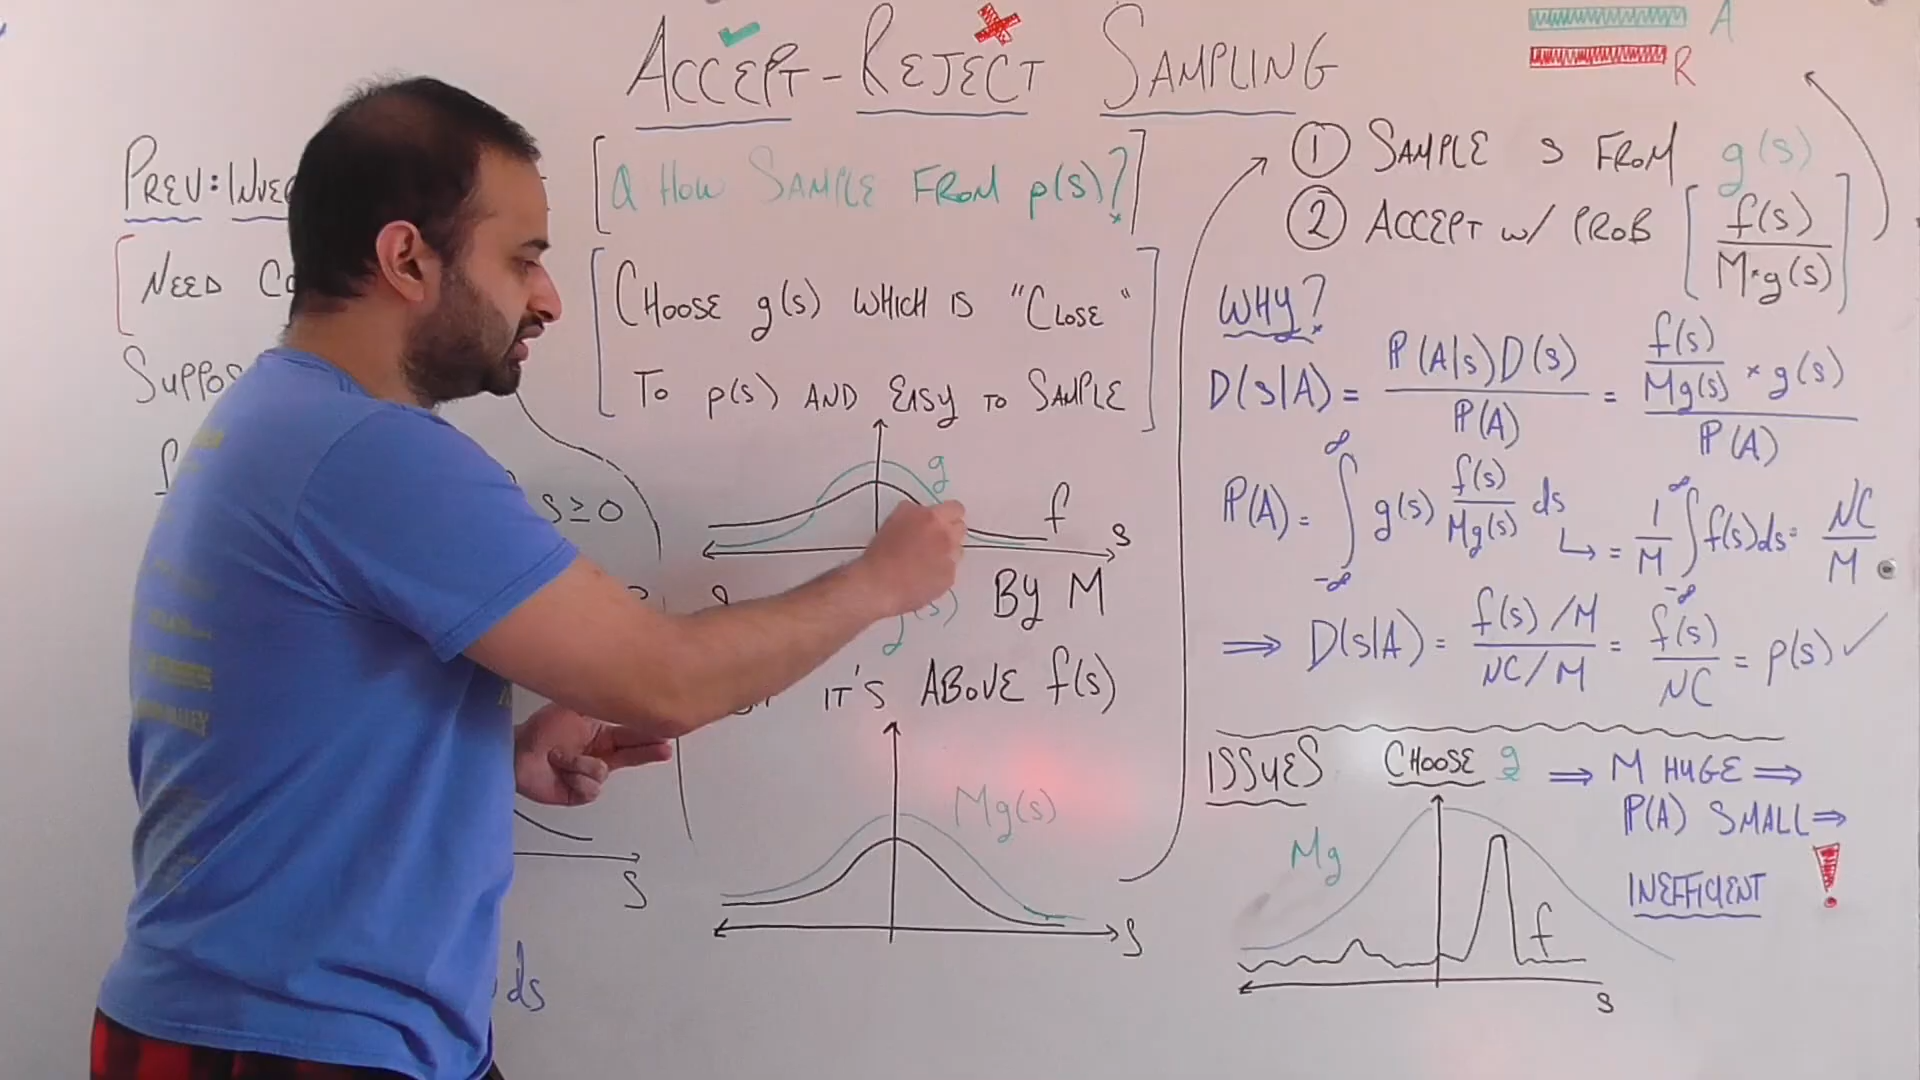 ACCEPT-REJECT SAMPLING
A
R
PREV:
NEED
f
s≥0
ds
s
Q HOW SAMPLE FROM p(s)?
CHOOSE g(s) WHICH IS "CLOSE"
TO p(s) AND EASY TO SAMPLE
g
f
s
BY M
IT'S ABOVE f(s)
Mg(s)
s
① SAMPLE s FROM g(s)
② ACCEPT w/ PROB [f(s) / M·g(s)]
WHY?
D(s|A) = ℙ(A|s)D(s) / ℙ(A) = f(s)/Mg(s) × g(s) / ℙ(A)
ℙ(A) = ∫_{-∞}^{∞} g(s) f(s)/Mg(s) ds
↳ = 1/M ∫_{-∞}^{∞} f(s)ds = NC/M
⇒ D(s|A) = f(s)/M / NC/M = f(s)/NC = p(s) ✓
ISSUES CHOOSE g ⇒ M HUGE ⇒
ℙ(A) SMALL ⇒
INEFFICIENT !
Mg
f
s